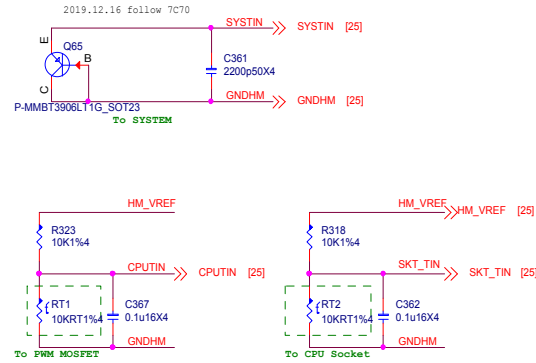 2019.12.16 follow 7C70
SYSTIN
SYSTIN [25]
E
Q65
B
C
C361
2200p50X4
P-MMBT3906LT1G_SOT23
GNDHM
GNDHM [25]
To SYSTEM
HM_VREF
R323
10K1%4
CPUTIN
CPUTIN [25]
RT1
10KRT1%4
C367
0.1u16X4
GNDHM
To PWM MOSFET
HM_VREF
HM_VREF [25]
R318
10K1%4
SKT_TIN
SKT_TIN [25]
RT2
10KRT1%4
C362
0.1u16X4
GNDHM
To CPU Socket